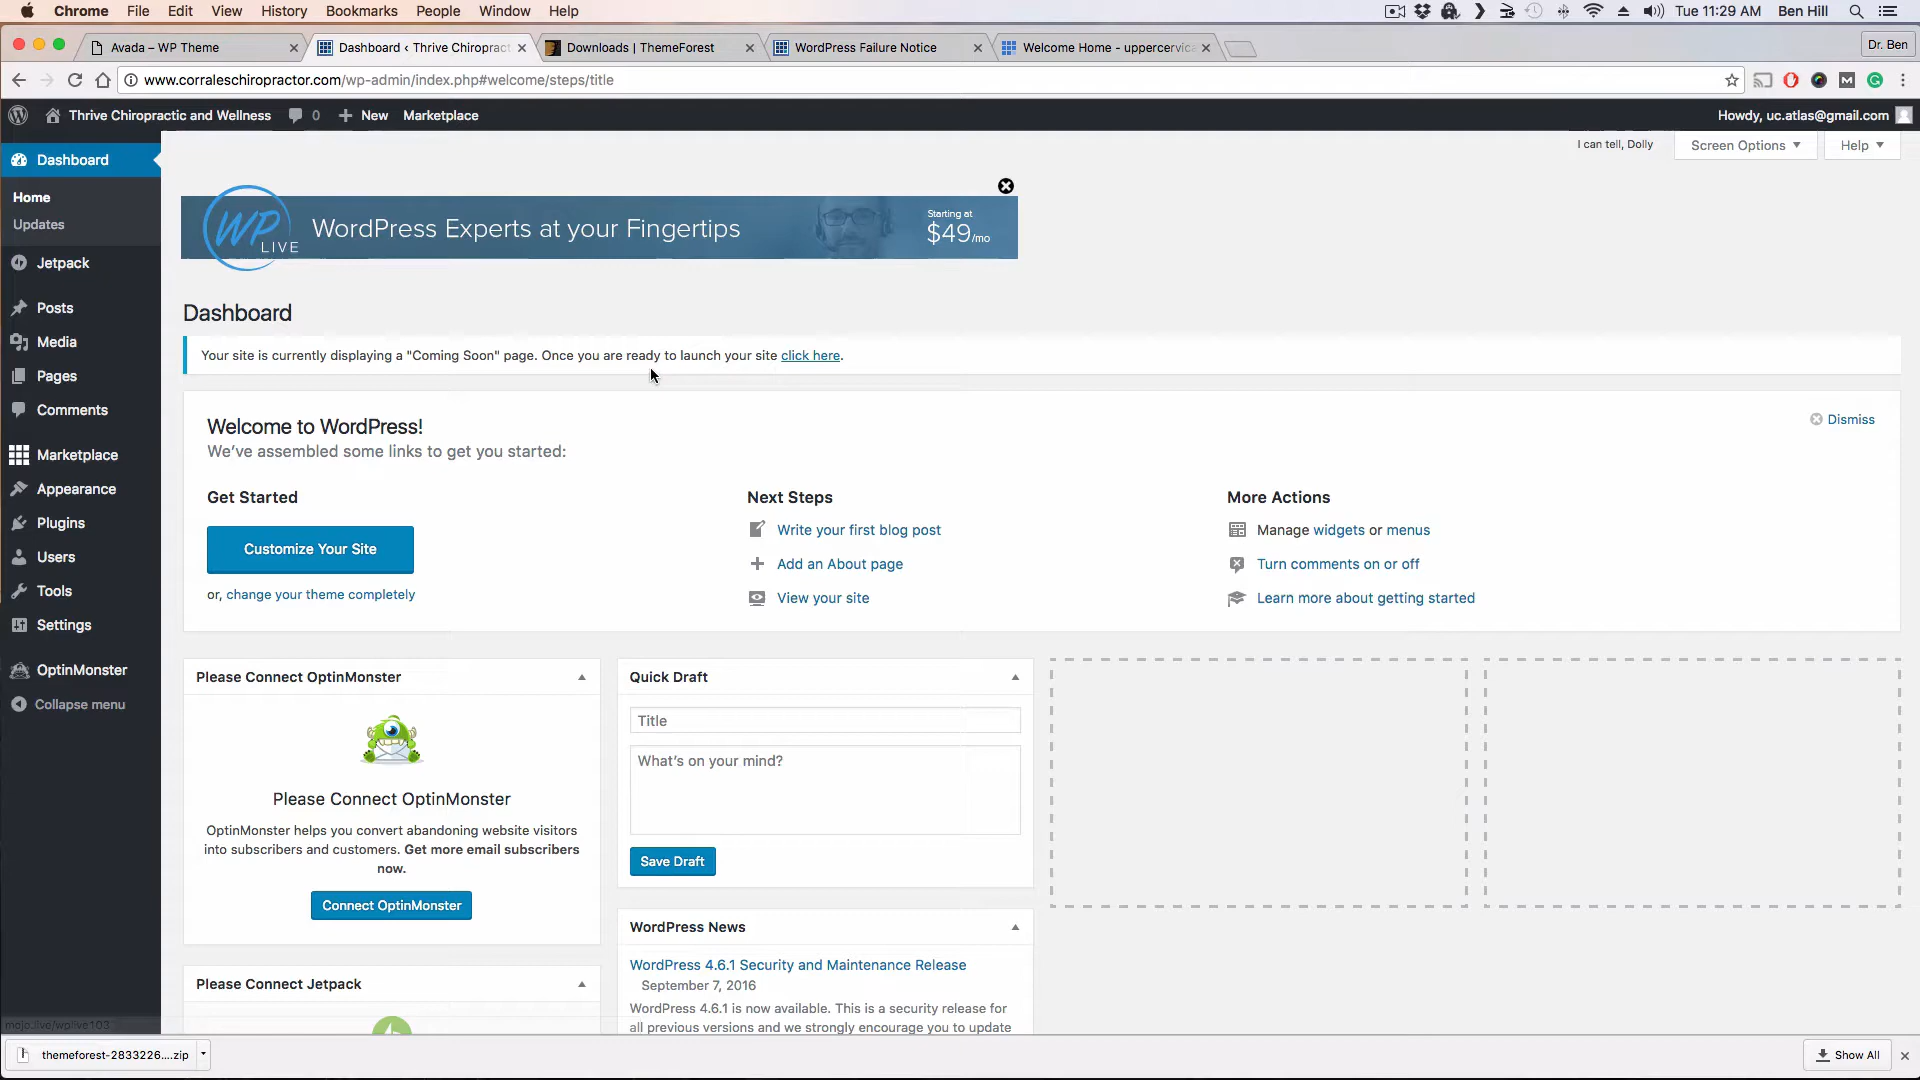 Chrome File Edit View History Bookmarks People Window Help Tue 11:29 AM Ben Hill
Avada – WP Theme Dashboard ‹ Thrive Chiropract Downloads | ThemeForest WordPress Failure Notice Welcome Home - uppercervica Dr. Ben
www.corraleschiropractor.com/wp-admin/index.php#welcome/steps/title
Thrive Chiropractic and Wellness 0 New Marketplace Howdy, uc.atlas@gmail.com
I can tell, Dolly Screen Options Help
Dashboard
Home
Updates
Jetpack
Posts
Media
Pages
Comments
Marketplace
Appearance
Plugins
Users
Tools
Settings
OptinMonster
Collapse menu
WP LIVE WordPress Experts at your Fingertips
Starting at
$49/mo
Dashboard
Your site is currently displaying a "Coming Soon" page. Once you are ready to launch your site click here.
Welcome to WordPress!
Dismiss
We've assembled some links to get you started:
Get Started
Customize Your Site
or, change your theme completely
Next Steps
Write your first blog post
Add an About page
View your site
More Actions
Manage widgets or menus
Turn comments on or off
Learn more about getting started
Please Connect OptinMonster
Please Connect OptinMonster
OptinMonster helps you convert abandoning website visitors
into subscribers and customers. Get more email subscribers
now.
Connect OptinMonster
Please Connect Jetpack
Quick Draft
Title
What's on your mind?
Save Draft
WordPress News
WordPress 4.6.1 Security and Maintenance Release
September 7, 2016
WordPress 4.6.1 is now available. This is a security release for
all previous versions and we strongly encourage you to update
mojo.live/wplive103
themeforest-2833226....zip Show All